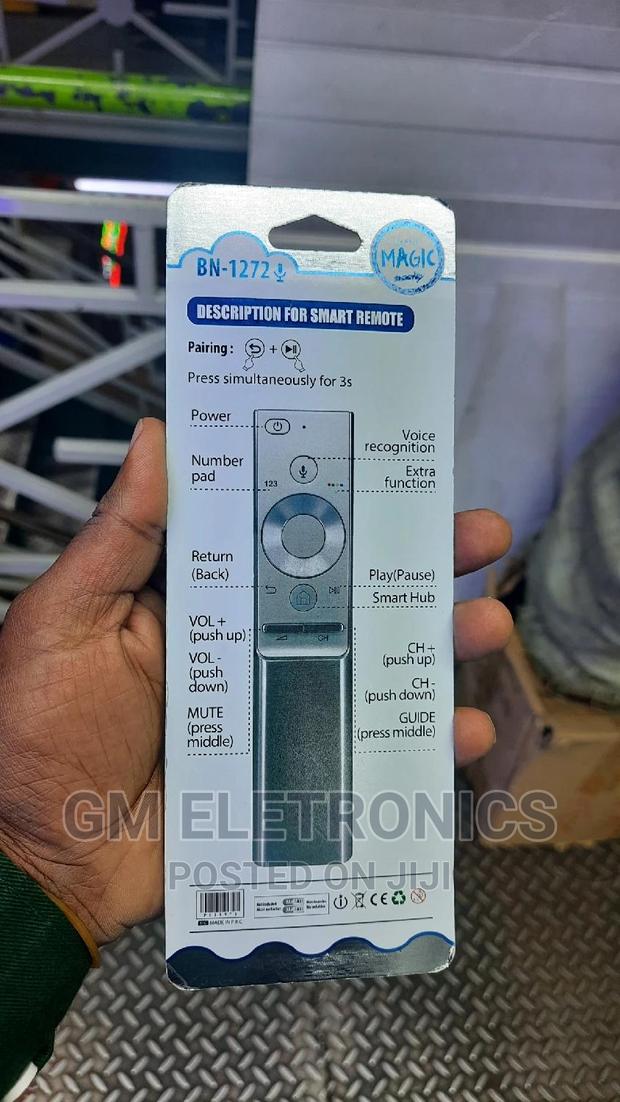 BN-1272
MAGIC
DESCRIPTION FOR SMART REMOTE
Pairing : +
Press simultaneously for 3s
Power
Voice
recognition
Number
pad
Extra
function
123
Return
(Back)
Play(Pause)
Smart Hub
VOL +
(push up)
VOL -
(push
down)
MUTE
(press
middle)
CH
CH +
(push up)
CH -
(push down)
GUIDE
(press middle)
GM ELETRONICS
POSTED ON JIJI
MADE IN P.R.C
CE